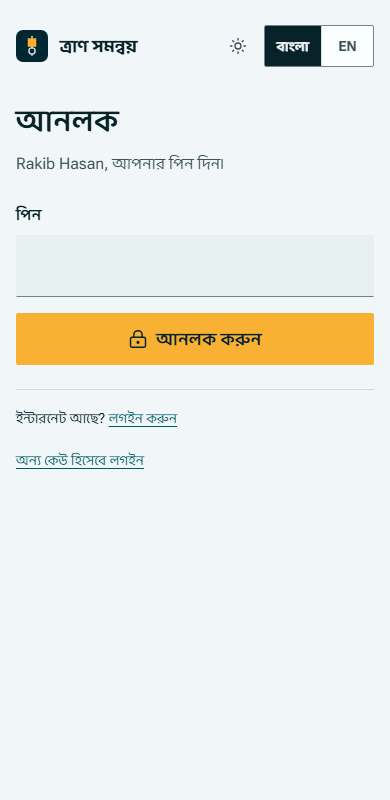 ত্রাণ সমন্বয়
বাংলা
EN
আনলক
Rakib Hasan, আপনার পিন দিন।
পিন
আনলক করুন
ইন্টারনেট আছে? লগইন করুন
অন্য কেউ হিসেবে লগইন